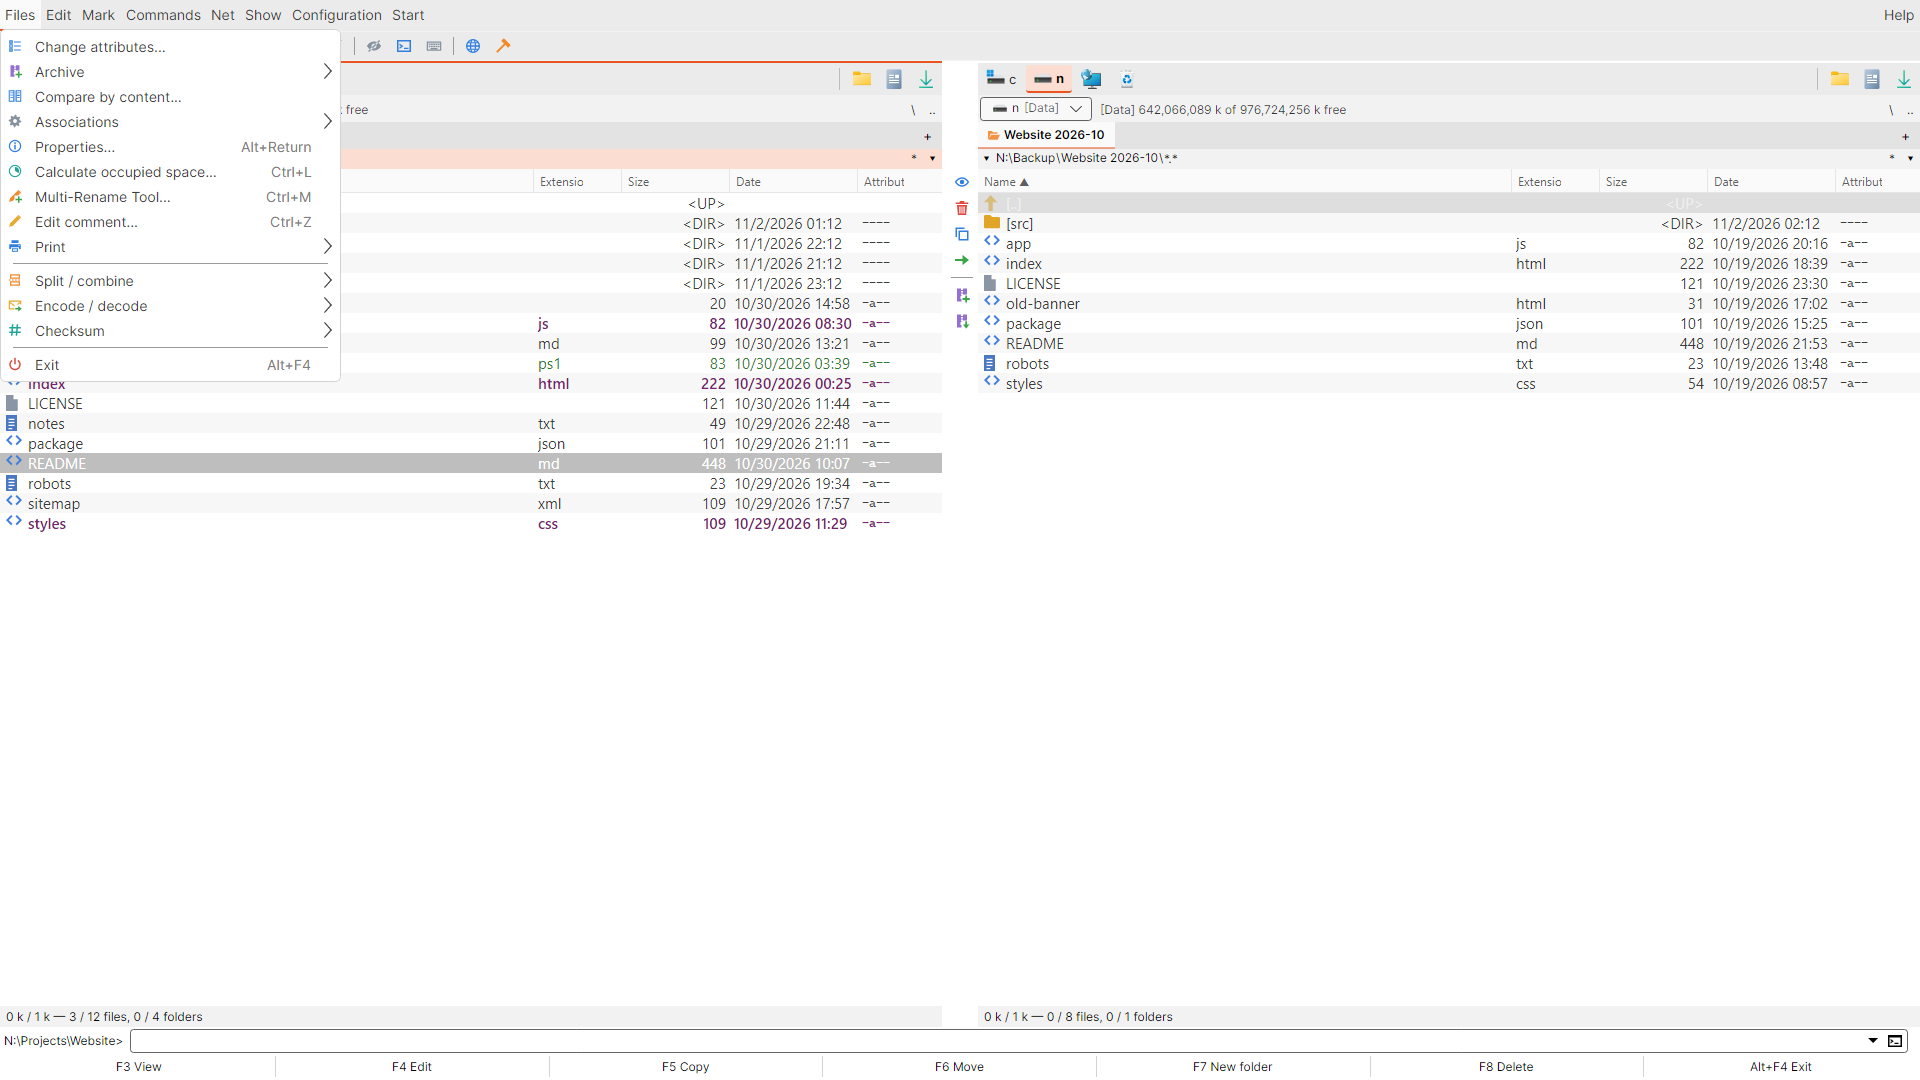 Files Edit Mark Commands Net Show Configuration Start Help
Change attributes...
Archive
Compare by content...
Associations
Properties... Alt+Return
Calculate occupied space... Ctrl+L
Multi-Rename Tool... Ctrl+M
Edit comment... Ctrl+Z
Print
Split / combine
Encode / decode
Checksum
Exit Alt+F4
free \ ..
+
* ▾
Extensio Size Date Attribut
<UP>
<DIR> 11/2/2026 01:12 ----
<DIR> 11/1/2026 22:12 ----
<DIR> 11/1/2026 21:12 ----
<DIR> 11/1/2026 23:12 ----
20 10/30/2026 14:58 -a--
js 82 10/30/2026 08:30 -a--
md 99 10/30/2026 13:21 -a--
ps1 83 10/30/2026 03:39 -a--
index html 222 10/30/2026 00:25 -a--
LICENSE 121 10/30/2026 11:44 -a--
notes txt 49 10/29/2026 22:48 -a--
package json 101 10/29/2026 21:11 -a--
README md 448 10/30/2026 10:07 -a--
robots txt 23 10/29/2026 19:34 -a--
sitemap xml 109 10/29/2026 17:57 -a--
styles css 109 10/29/2026 11:29 -a--
0 k / 1 k — 3 / 12 files, 0 / 4 folders
c n
n [Data] [Data] 642,066,089 k of 976,724,256 k free \ ..
Website 2026-10 +
▾ N:\Backup\Website 2026-10\*.* * ▾
Name ▲ Extensio Size Date Attribut
[..] <UP>
[src] <DIR> 11/2/2026 02:12 ----
app js 82 10/19/2026 20:16 -a--
index html 222 10/19/2026 18:39 -a--
LICENSE 121 10/19/2026 23:30 -a--
old-banner html 31 10/19/2026 17:02 -a--
package json 101 10/19/2026 15:25 -a--
README md 448 10/19/2026 21:53 -a--
robots txt 23 10/19/2026 13:48 -a--
styles css 54 10/19/2026 08:57 -a--
0 k / 1 k — 0 / 8 files, 0 / 1 folders
N:\Projects\Website>
F3 View F4 Edit F5 Copy F6 Move F7 New folder F8 Delete Alt+F4 Exit